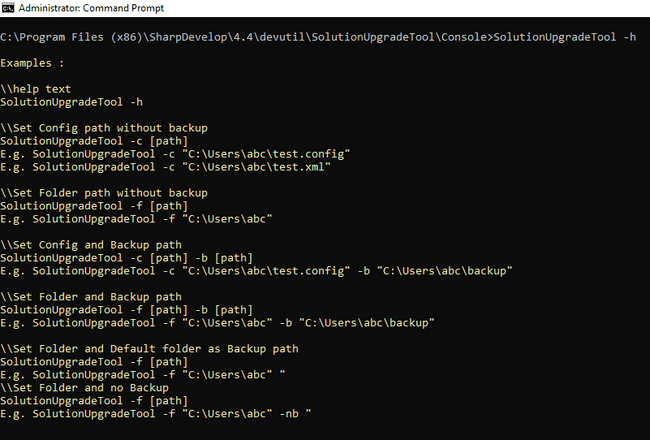 Administrator: Command Prompt
C:\Program Files (x86)\SharpDevelop\4.4\devutil\SolutionUpgradeTool\Console>SolutionUpgradeTool -h
Examples :
\\help text
SolutionUpgradeTool -h
\\Set Config path without backup
SolutionUpgradeTool -c [path]
E.g. SolutionUpgradeTool -c "C:\Users\abc\test.config"
E.g. SolutionUpgradeTool -c "C:\Users\abc\test.xml"
\\Set Folder path without backup
SolutionUpgradeTool -f [path]
E.g. SolutionUpgradeTool -f "C:\Users\abc"
\\Set Config and Backup path
SolutionUpgradeTool -c [path] -b [path]
E.g. SolutionUpgradeTool -c "C:\Users\abc\test.config" -b "C:\Users\abc\backup"
\\Set Folder and Backup path
SolutionUpgradeTool -f [path] -b [path]
E.g. SolutionUpgradeTool -f "C:\Users\abc" -b "C:\Users\abc\backup"
\\Set Folder and Default folder as Backup path
SolutionUpgradeTool -f [path]
E.g. SolutionUpgradeTool -f "C:\Users\abc" "
\\Set Folder and no Backup
SolutionUpgradeTool -f [path]
E.g. SolutionUpgradeTool -f "C:\Users\abc" -nb "